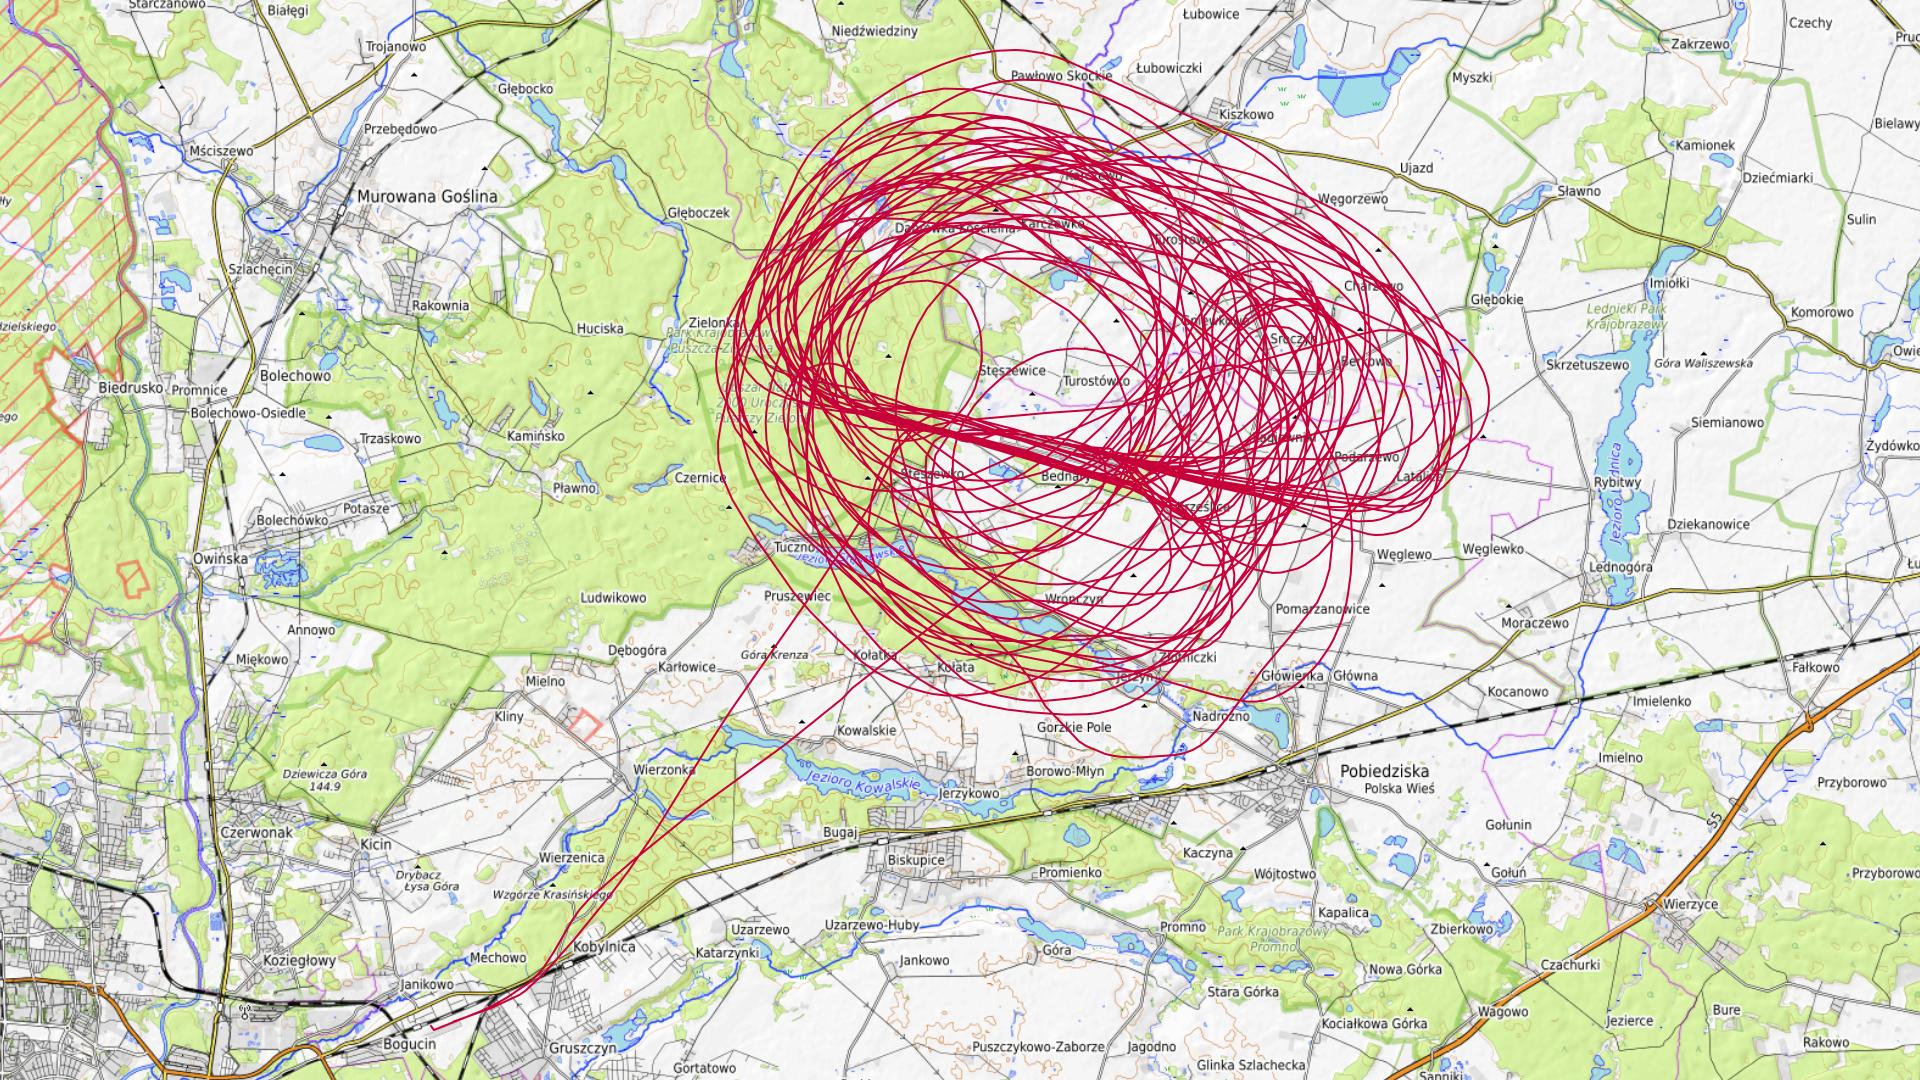 Starczanowo
Białęgi
Niedźwiedziny
Łubowice
Czechy
Trojanowo
Zakrzewo
Pawłowo Skockie
Łubowiczki
Myszki
Głębocko
Kiszkowo
Przebędowo
Bielawy
Mściszewo
Kamionek
Ujazd
Dziećmiarki
Murowana Goślina
Sławno
Węgorzewo
Głęboczek
Sulin
Dąbrówka Kościelna
Karczewko
Turostowo
Szlachęcin
Imiołki
Charzewo
Głębokie
Rakownia
Komorowo
Lednicki Park
Krajobrazowy
Huciska
Zielonka
Gniewkowo
Park Krajobrazowy
Puszcza Zielonka
Sroczyn
Berkowo
Skrzetuszewo
Góra Waliszewska
Stęszewice
Turostówko
Bolechowo
Biedrusko
Promnice
Bolechowo-Osiedle
Siemianowo
Trzaskowo
Kamińsko
Żydówko
Podarzewo
Stęszewko
Bednary
Latalice
Czernice
Pławno
Rybitwy
Jezioro Lednica
Potasze
Bolechówko
Krześlice
Dziekanowice
Tuczno
Węglewo
Węglewko
Owińska
Lednogóra
Ludwikowo
Pruszewiec
Wronczyn
Pomarzanowice
Moraczewo
Annowo
Dębogóra
Góra Krenza
Kołatka
Złotniczki
Miękowo
Karłowice
Kołata
Jerzyn
Główienka
Główna
Fałkowo
Mielno
Kocanowo
Imielenko
Kliny
Nadrożno
Kowalskie
Gorzkie Pole
Imielno
Wierzonka
Borowo-Młyn
Pobiedziska
Polska Wieś
Dziewicza Góra
144.9
Jezioro Kowalskie
Jerzykowo
Przyborowo
S5
Gołunin
Czerwonak
Bugaj
Kicin
Wierzenica
Biskupice
Kaczyna
Promienko
Wójtostwo
Gołuń
Przyborowo
Drybacz
Łysa Góra
Wzgórze Krasińskiego
Wierzyce
Kapalica
Uzarzewo
Uzarzewo-Huby
Promno
Park Krajobrazowy
Promno
Zbierkowo
Kobylnica
Katarzynki
Góra
Koziegłowy
Mechowo
Jankowo
Nowa Górka
Czachurki
Janikowo
Stara Górka
Bure
Wagowo
Jezierce
Kociałkowa Górka
Bogucin
Gruszczyn
Puszczykowo-Zaborze
Jagodno
Rakowo
Gortatowo
Glinka Szlachecka
Sanniki